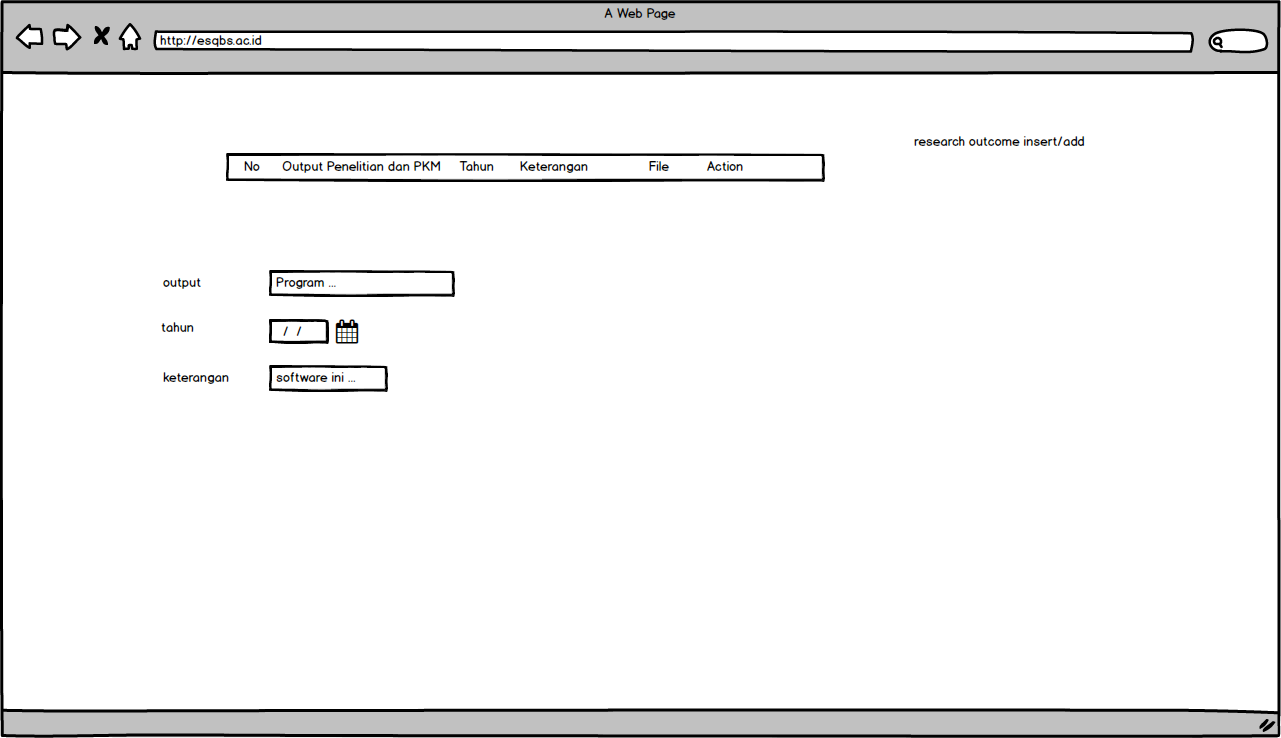 A Web Page
http://esqbs.ac.id
research outcome insert/add
No Output Penelitian dan PKM Tahun Keterangan File Action
output Program ...
tahun / /
keterangan software ini ...